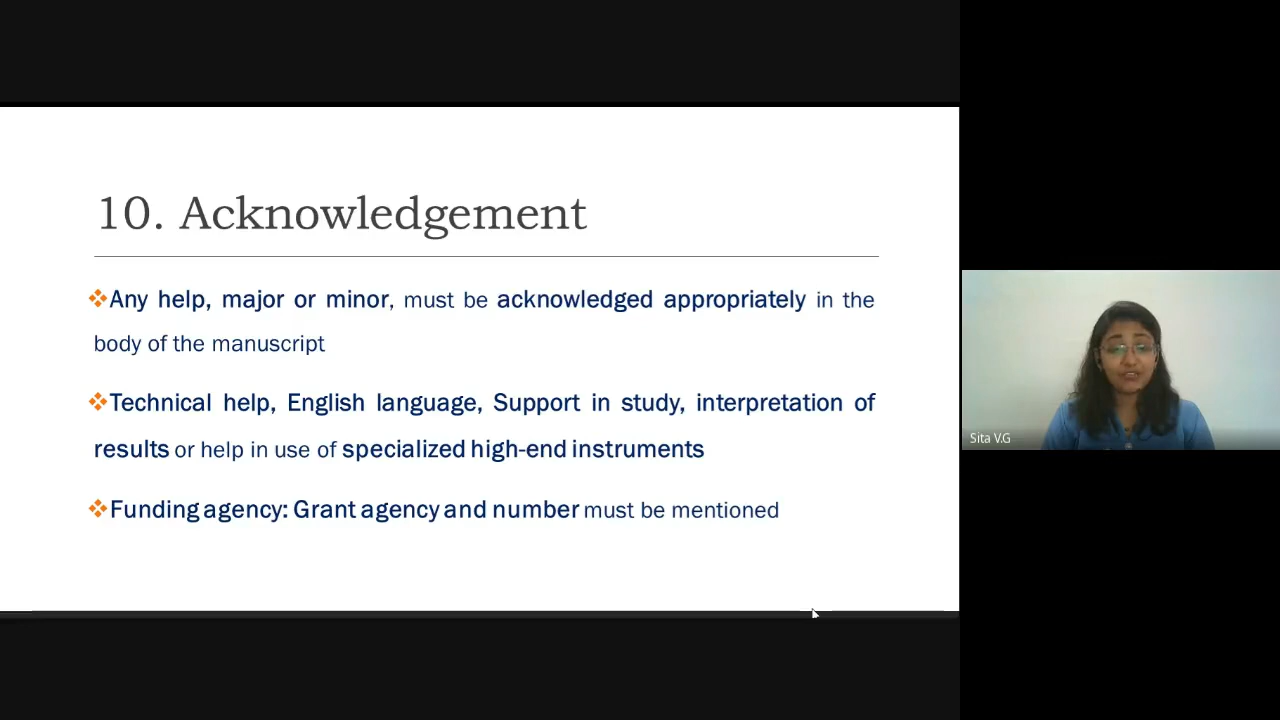 10. Acknowledgement
❖Any help, major or minor, must be acknowledged appropriately in the
body of the manuscript
❖Technical help, English language, Support in study, interpretation of
results or help in use of specialized high-end instruments
❖Funding agency: Grant agency and number must be mentioned
Sita V.G